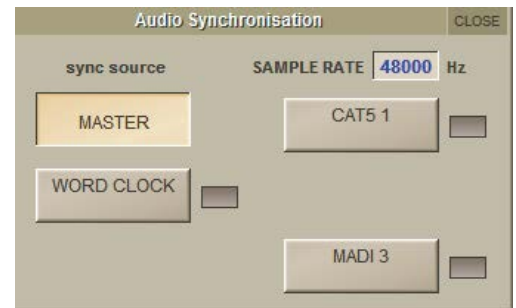 Audio Synchronisation CLOSE
sync source SAMPLE RATE 48000 Hz
MASTER CAT5 1
WORD CLOCK
MADI 3